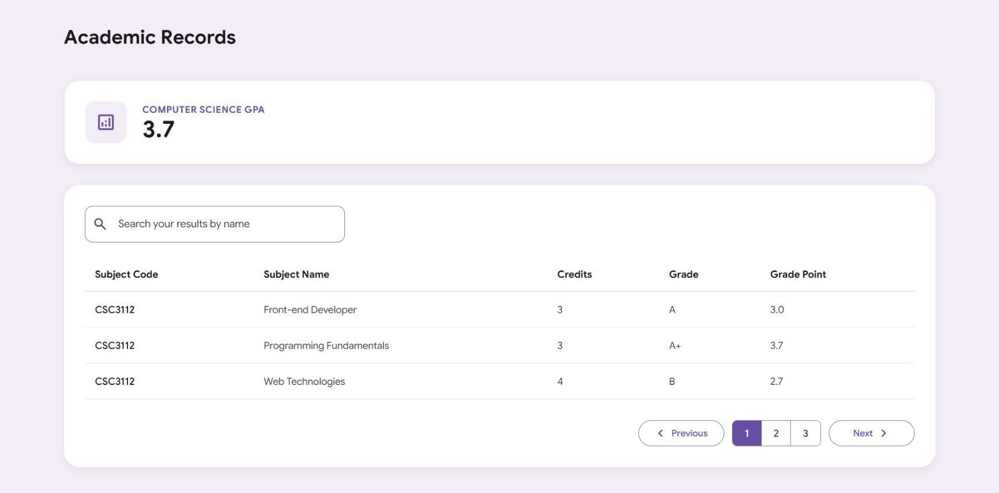 Academic Records
COMPUTER SCIENCE GPA
3.7
Search your results by name
Subject Code Subject Name Credits Grade Grade Point
CSC3112 Front-end Developer 3 A 3.0
CSC3112 Programming Fundamentals 3 A+ 3.7
CSC3112 Web Technologies 4 B 2.7
Previous 1 2 3 Next